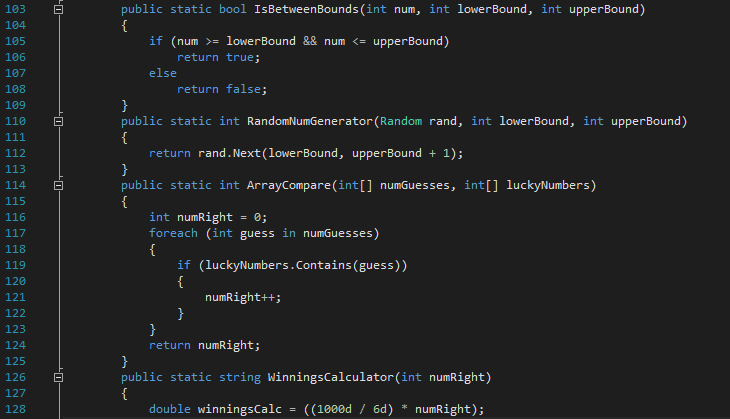 103 public static bool IsBetweenBounds(int num, int lowerBound, int upperBound)
104 {
105 if (num >= lowerBound && num <= upperBound)
106 return true;
107 else
108 return false;
109 }
110 public static int RandomNumGenerator(Random rand, int lowerBound, int upperBound)
111 {
112 return rand.Next(lowerBound, upperBound + 1);
113 }
114 public static int ArrayCompare(int[] numGuesses, int[] luckyNumbers)
115 {
116 int numRight = 0;
117 foreach (int guess in numGuesses)
118 {
119 if (luckyNumbers.Contains(guess))
120 {
121 numRight++;
122 }
123 }
124 return numRight;
125 }
126 public static string WinningsCalculator(int numRight)
127 {
128 double winningsCalc = ((1000d / 6d) * numRight);